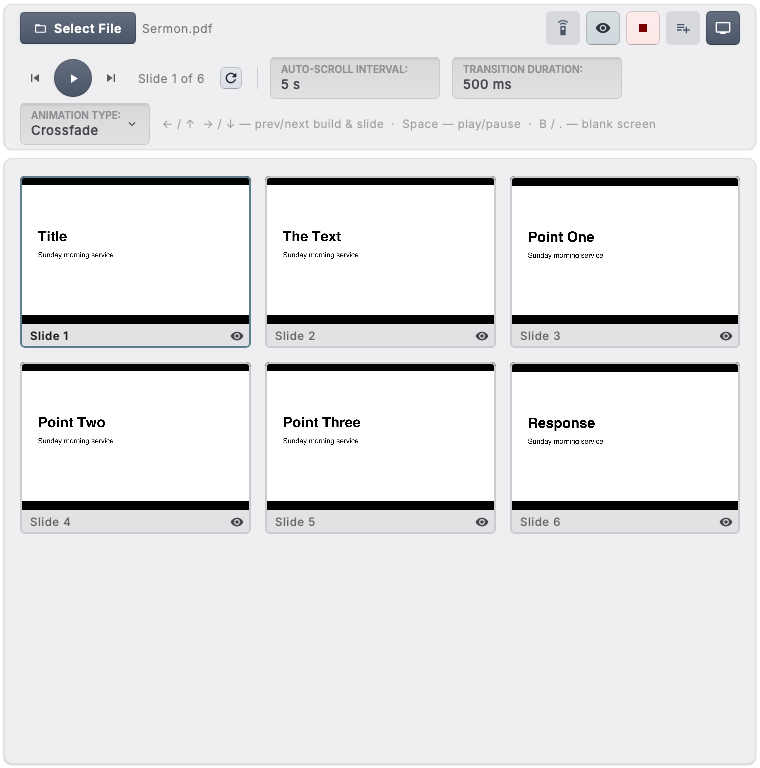 Select File
Sermon.pdf
Slide 1 of 6
AUTO-SCROLL INTERVAL:
5 s
TRANSITION DURATION:
500 ms
ANIMATION TYPE:
Crossfade
← / ↑ → / ↓ — prev/next build & slide · Space — play/pause · B / . — blank screen
Title
Sunday morning service
Slide 1
The Text
Sunday morning service
Slide 2
Point One
Sunday morning service
Slide 3
Point Two
Sunday morning service
Slide 4
Point Three
Sunday morning service
Slide 5
Response
Sunday morning service
Slide 6